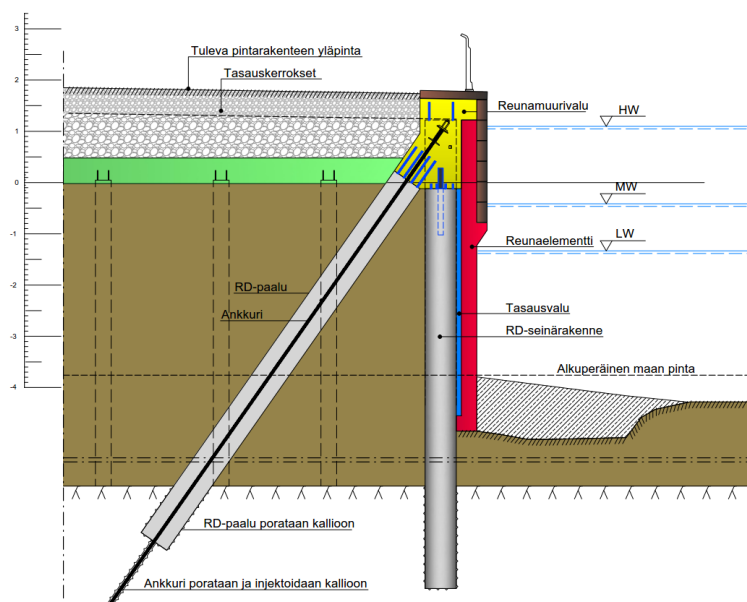 3
2
1
0
-1
-2
-3
-4
Tuleva pintarakenteen yläpinta
Tasauskerrokset
Reunamuurivalu
HW
MW
LW
Reunaelementti
RD-paalu
Ankkuri
Tasausvalu
RD-seinärakenne
Alkuperäinen maan pinta
RD-paalu porataan kallioon
Ankkuri porataan ja injektoidaan kallioon